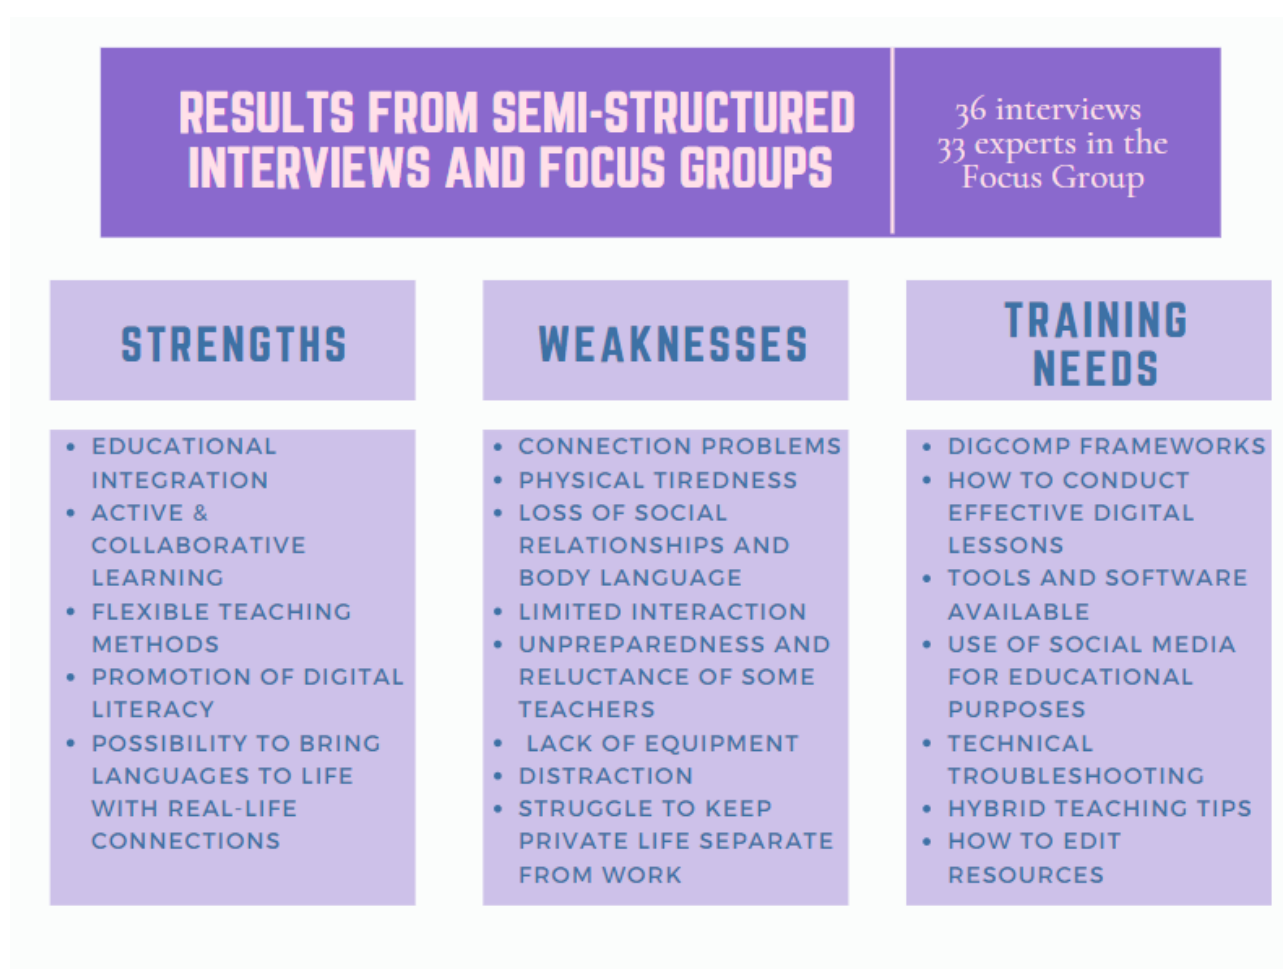 RESULTS FROM SEMI-STRUCTURED
INTERVIEWS AND FOCUS GROUPS
36 interviews
33 experts in the
Focus Group
STRENGTHS
• EDUCATIONAL
INTEGRATION
• ACTIVE &
COLLABORATIVE
LEARNING
• FLEXIBLE TEACHING
METHODS
• PROMOTION OF DIGITAL
LITERACY
• POSSIBILITY TO BRING
LANGUAGES TO LIFE
WITH REAL-LIFE
CONNECTIONS
WEAKNESSES
• CONNECTION PROBLEMS
• PHYSICAL TIREDNESS
• LOSS OF SOCIAL
RELATIONSHIPS AND
BODY LANGUAGE
• LIMITED INTERACTION
• UNPREPAREDNESS AND
RELUCTANCE OF SOME
TEACHERS
• LACK OF EQUIPMENT
• DISTRACTION
• STRUGGLE TO KEEP
PRIVATE LIFE SEPARATE
FROM WORK
TRAINING
NEEDS
• DIGCOMP FRAMEWORKS
• HOW TO CONDUCT
EFFECTIVE DIGITAL
LESSONS
• TOOLS AND SOFTWARE
AVAILABLE
• USE OF SOCIAL MEDIA
FOR EDUCATIONAL
PURPOSES
• TECHNICAL
TROUBLESHOOTING
• HYBRID TEACHING TIPS
• HOW TO EDIT
RESOURCES